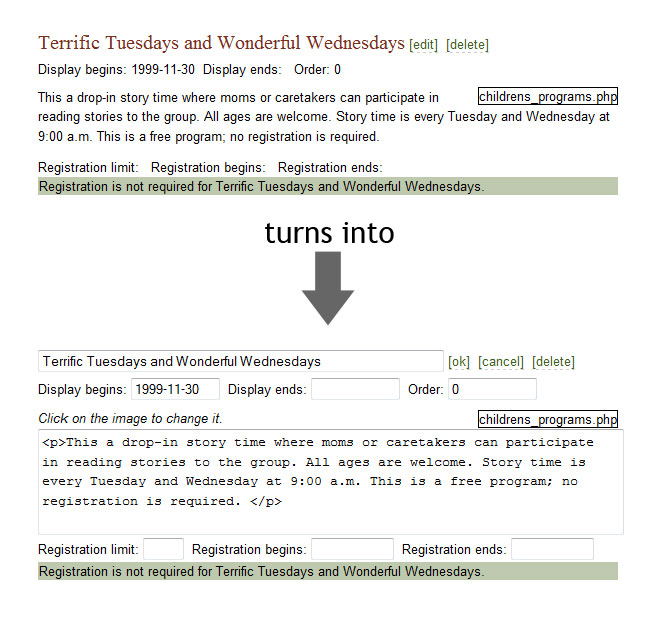 Terrific Tuesdays and Wonderful Wednesdays [edit] [delete]
Display begins: 1999-11-30 Display ends: Order: 0
This a drop-in story time where moms or caretakers can participate in childrens_programs.php
reading stories to the group. All ages are welcome. Story time is every Tuesday and Wednesday at
9:00 a.m. This is a free program; no registration is required.
Registration limit: Registration begins: Registration ends:
Registration is not required for Terrific Tuesdays and Wonderful Wednesdays.
turns into
Terrific Tuesdays and Wonderful Wednesdays [ok] [cancel] [delete]
Display begins: 1999-11-30 Display ends: Order: 0
Click on the image to change it. childrens_programs.php
<p>This a drop-in story time where moms or caretakers can participate
in reading stories to the group. All ages are welcome. Story time is
every Tuesday and Wednesday at 9:00 a.m. This is a free program; no
registration is required. </p>
Registration limit: Registration begins: Registration ends:
Registration is not required for Terrific Tuesdays and Wonderful Wednesdays.